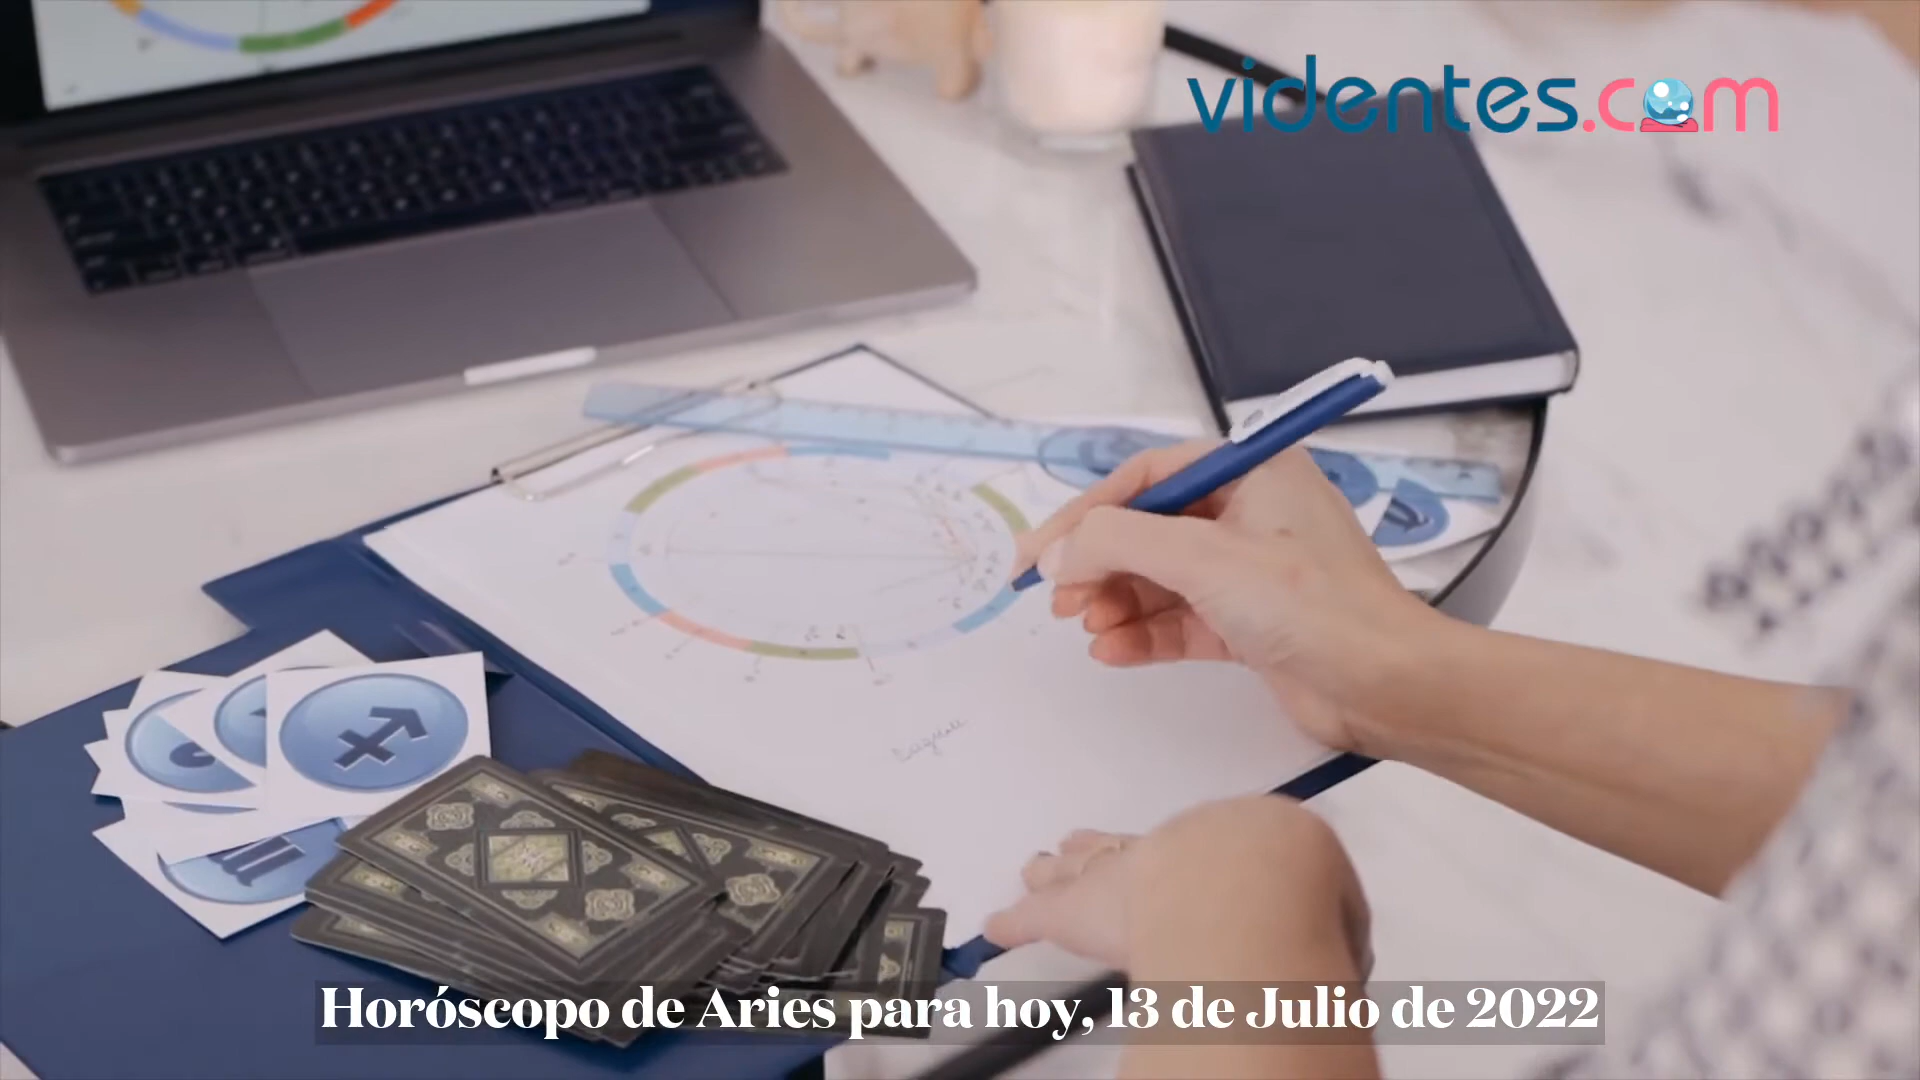 videntes.com
Horóscopo de Aries para hoy, 13 de Julio de 2022